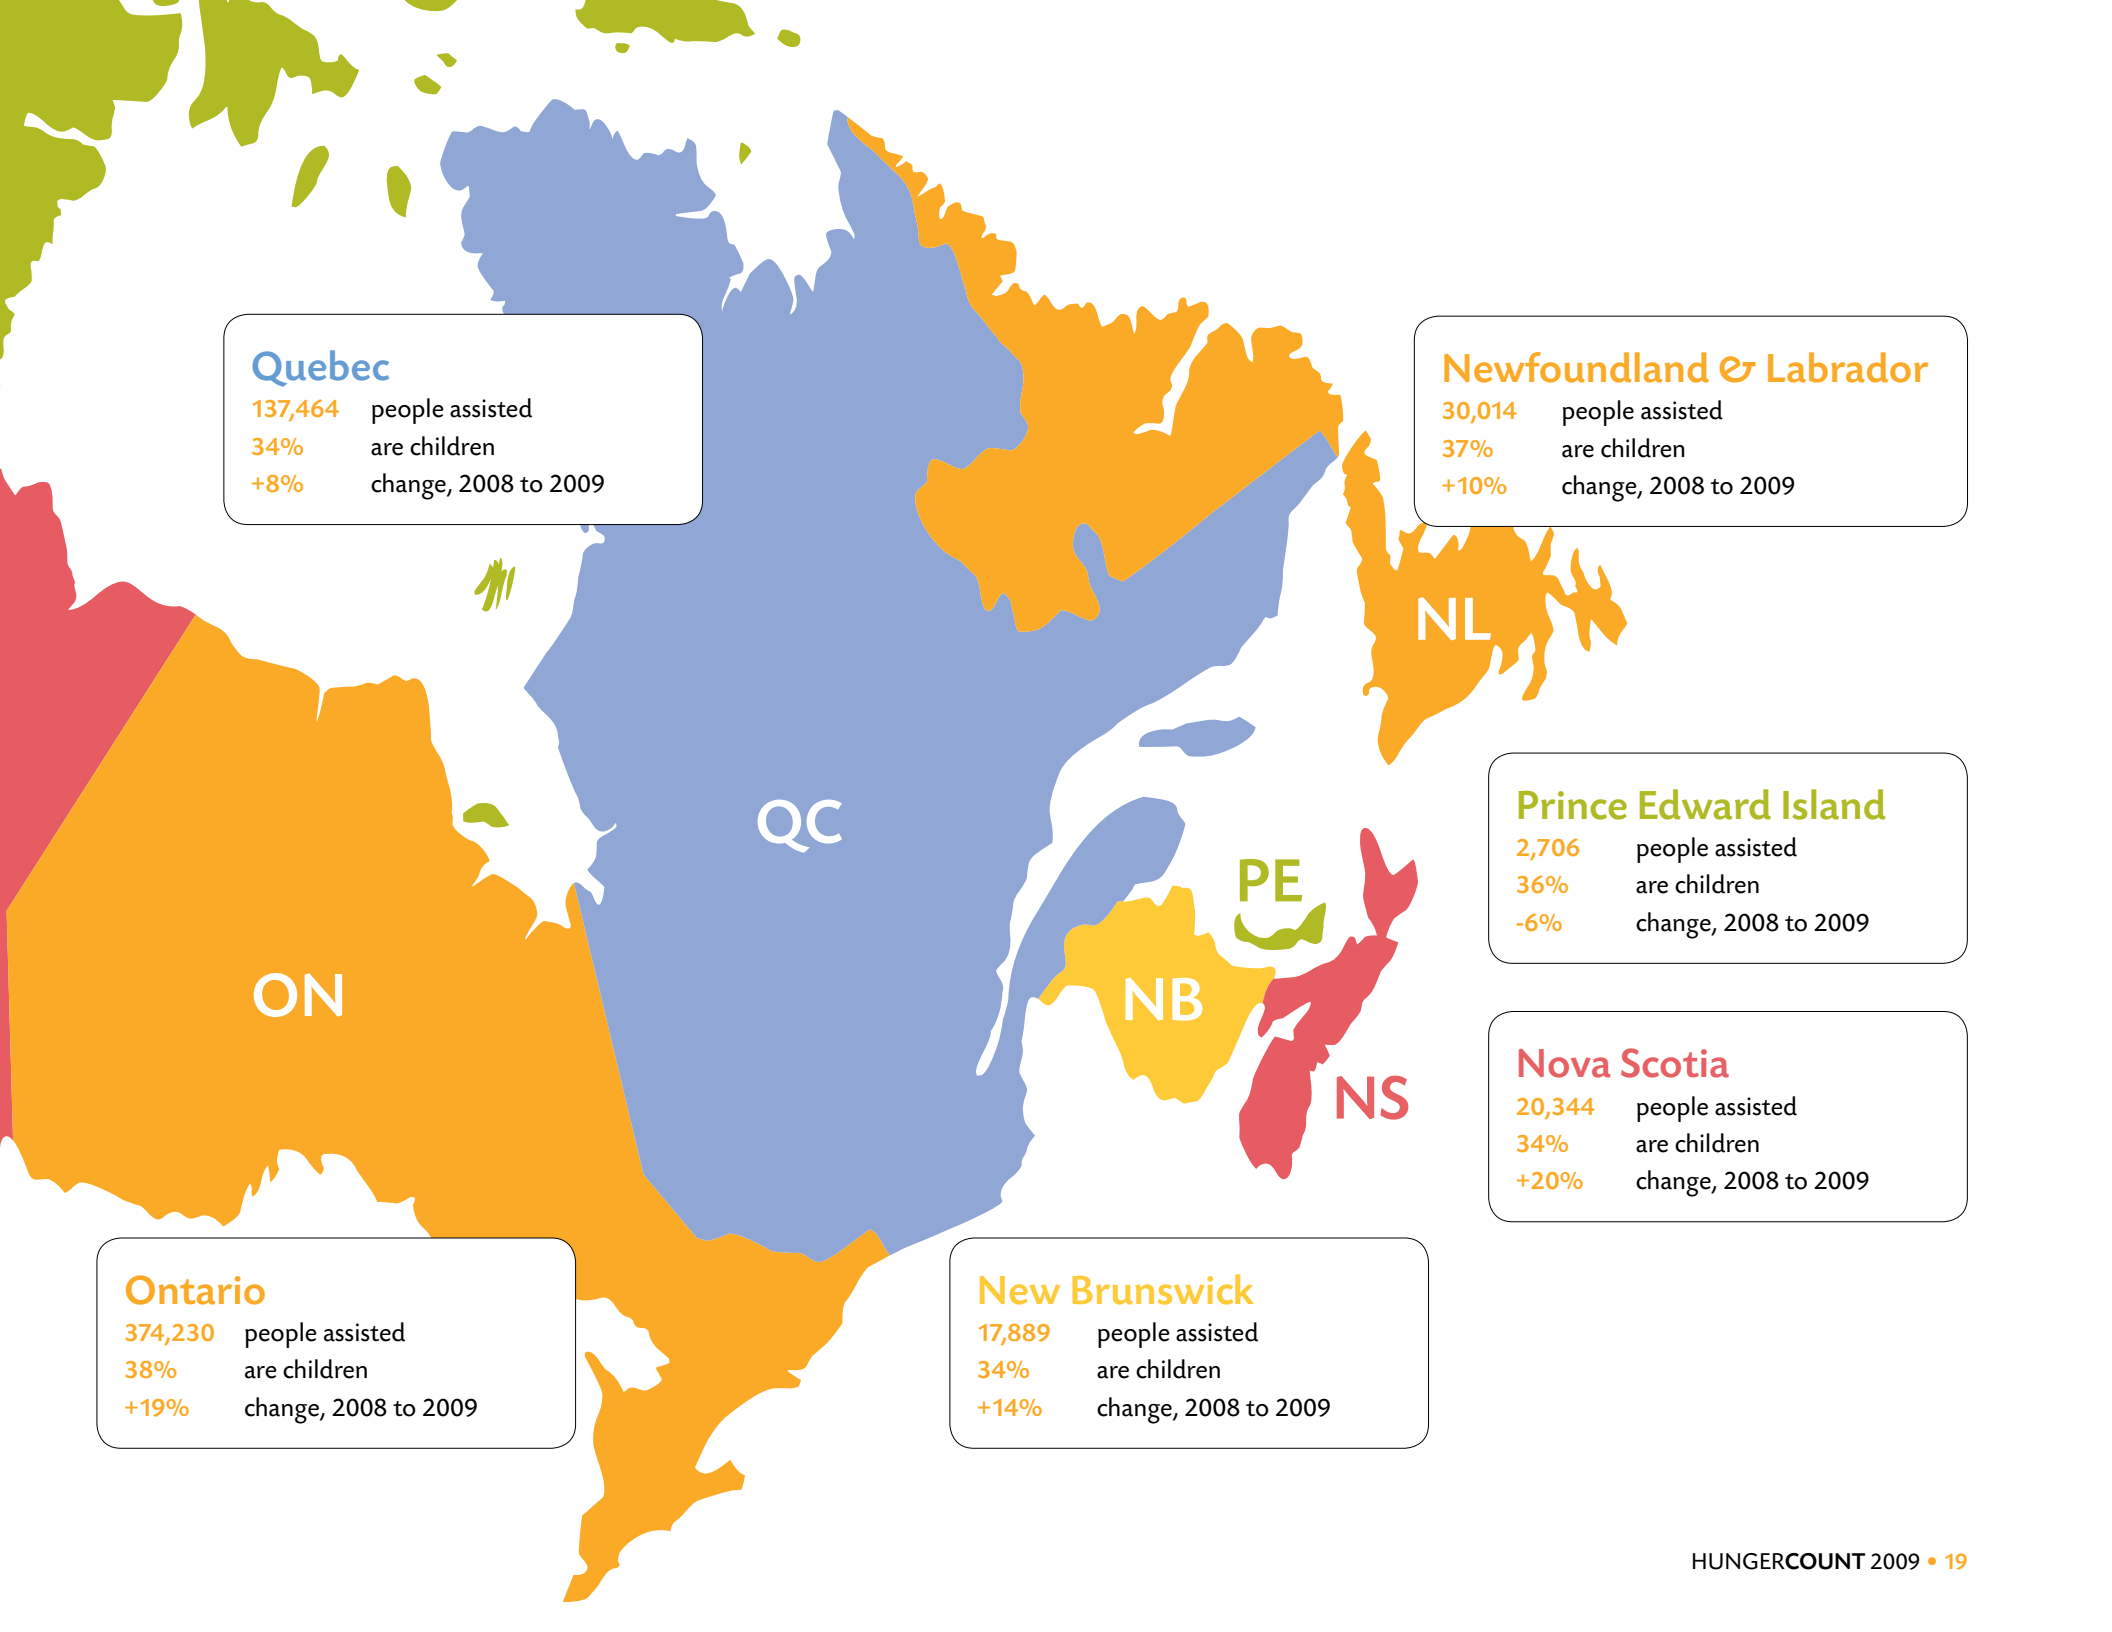 Quebec
137,464 people assisted
34% are children
+8% change, 2008 to 2009
Newfoundland & Labrador
30,014 people assisted
37% are children
+10% change, 2008 to 2009
NL
QC
Prince Edward Island
2,706 people assisted
36% are children
-6% change, 2008 to 2009
PE
ON
NB
NS
Nova Scotia
20,344 people assisted
34% are children
+20% change, 2008 to 2009
Ontario
374,230 people assisted
38% are children
+19% change, 2008 to 2009
New Brunswick
17,889 people assisted
34% are children
+14% change, 2008 to 2009
HUNGERCOUNT 2009 • 19